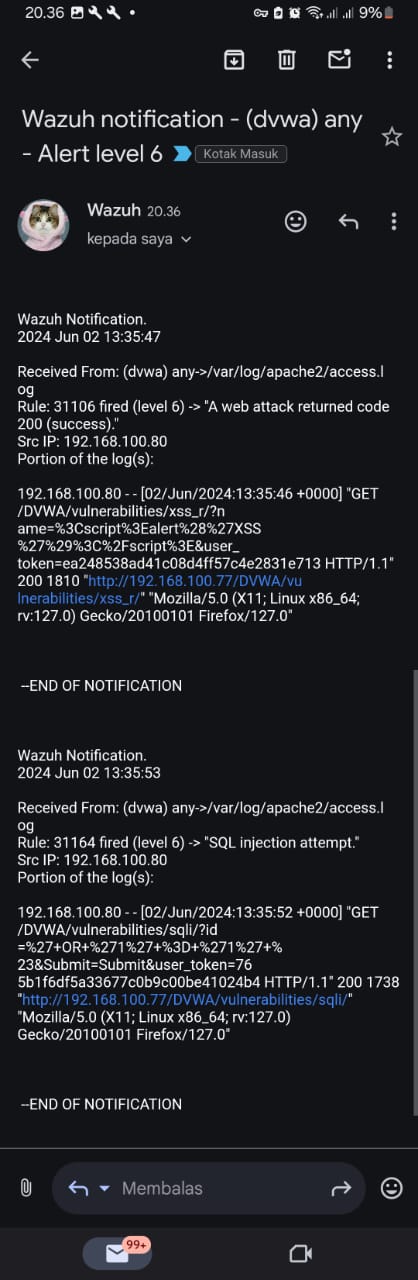 20.36
9%
Wazuh notification - (dvwa) any
- Alert level 6 Kotak Masuk
Wazuh 20.36
kepada saya
Wazuh Notification.
2024 Jun 02 13:35:47
Received From: (dvwa) any->/var/log/apache2/access.l
og
Rule: 31106 fired (level 6) -> "A web attack returned code
200 (success)."
Src IP: 192.168.100.80
Portion of the log(s):
192.168.100.80 - - [02/Jun/2024:13:35:46 +0000] "GET
/DVWA/vulnerabilities/xss_r/?n
ame=%3Cscript%3Ealert%28%27XSS
%27%29%3C%2Fscript%3E&user_
token=ea248538ad41c08d4ff57c4e2831e713 HTTP/1.1"
200 1810 "http://192.168.100.77/DVWA/vu
lnerabilities/xss_r/" "Mozilla/5.0 (X11; Linux x86_64;
rv:127.0) Gecko/20100101 Firefox/127.0"
--END OF NOTIFICATION
Wazuh Notification.
2024 Jun 02 13:35:53
Received From: (dvwa) any->/var/log/apache2/access.l
og
Rule: 31164 fired (level 6) -> "SQL injection attempt."
Src IP: 192.168.100.80
Portion of the log(s):
192.168.100.80 - - [02/Jun/2024:13:35:52 +0000] "GET
/DVWA/vulnerabilities/sqli/?id
=%27+OR+%271%27+%3D+%271%27+%
23&Submit=Submit&user_token=76
5b1f6df5a33677c0b9c00be41024b4 HTTP/1.1" 200 1738
"http://192.168.100.77/DVWA/vulnerabilities/sqli/"
"Mozilla/5.0 (X11; Linux x86_64; rv:127.0)
Gecko/20100101 Firefox/127.0"
--END OF NOTIFICATION
Membalas
99+